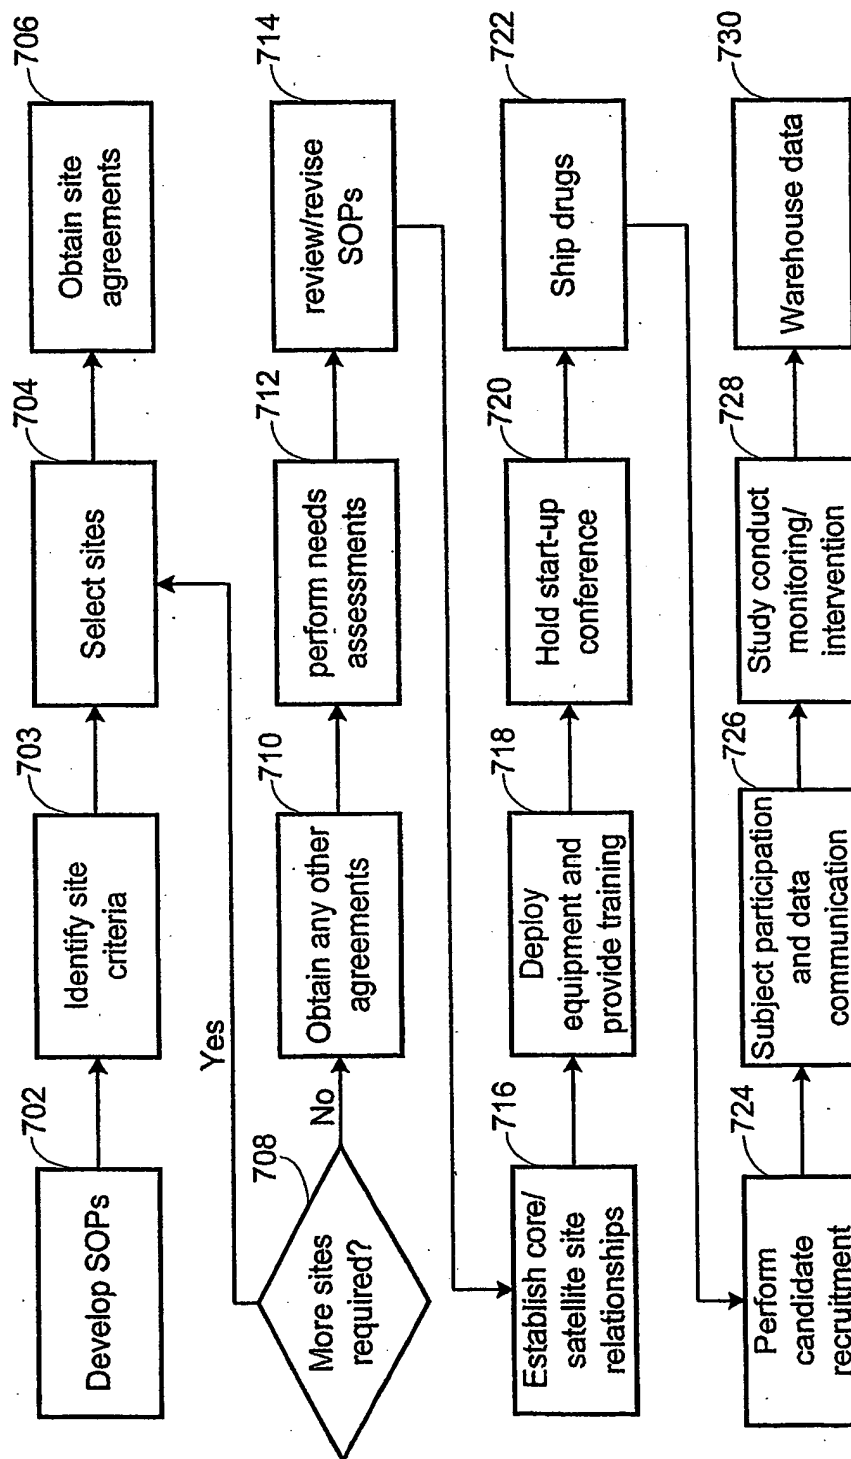 702
Develop SOPs
703
Identify site
criteria
704
Select sites
706
Obtain site
agreements
Yes
708
More sites
required?
No
710
Obtain any other
agreements
712
perform needs
assessments
714
review/revise
SOPs
716
Establish core/
satellite site
relationships
718
Deploy
equipment and
provide training
720
Hold start-up
conference
722
Ship drugs
724
Perform
candidate
recruitment
726
Subject participation
and data
communication
728
Study conduct
monitoring/
intervention
730
Warehouse data